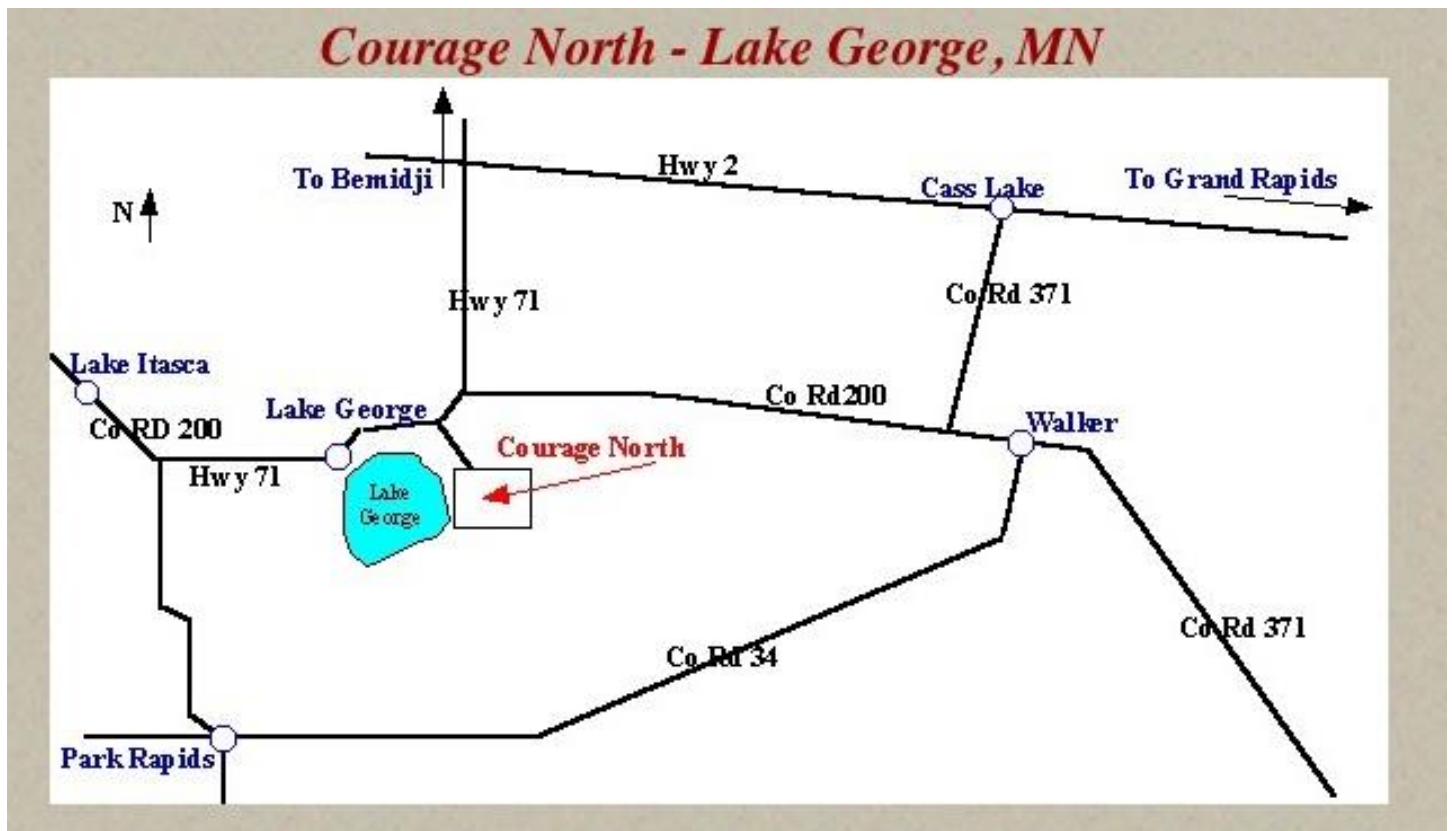 Courage North - Lake George, MN
Hwy 2
To Bemidji
Cass Lake
To Grand Rapids
N
Hwy 71
Co Rd 371
Lake Itasca
Lake George
Co Rd200
Walker
Co RD 200
Courage North
Hwy 71
Lake
George
Co Rd 34
Co Rd 371
Park Rapids